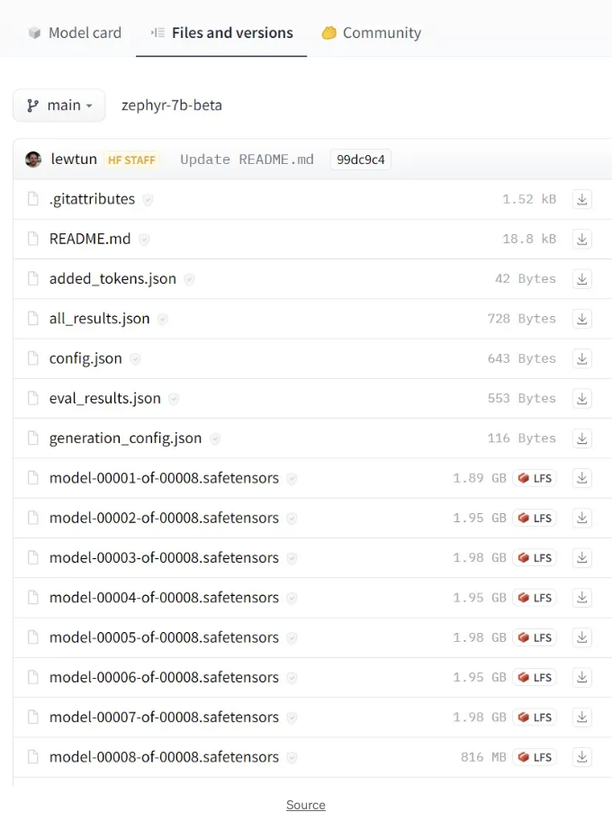 Model card Files and versions Community
main zephyr-7b-beta
lewtun HF STAFF Update README.md 99dc9c4
.gitattributes 1.52 kB
README.md 18.8 kB
added_tokens.json 42 Bytes
all_results.json 728 Bytes
config.json 643 Bytes
eval_results.json 553 Bytes
generation_config.json 116 Bytes
model-00001-of-00008.safetensors 1.89 GB LFS
model-00002-of-00008.safetensors 1.95 GB LFS
model-00003-of-00008.safetensors 1.98 GB LFS
model-00004-of-00008.safetensors 1.95 GB LFS
model-00005-of-00008.safetensors 1.98 GB LFS
model-00006-of-00008.safetensors 1.95 GB LFS
model-00007-of-00008.safetensors 1.98 GB LFS
model-00008-of-00008.safetensors 816 MB LFS
Source